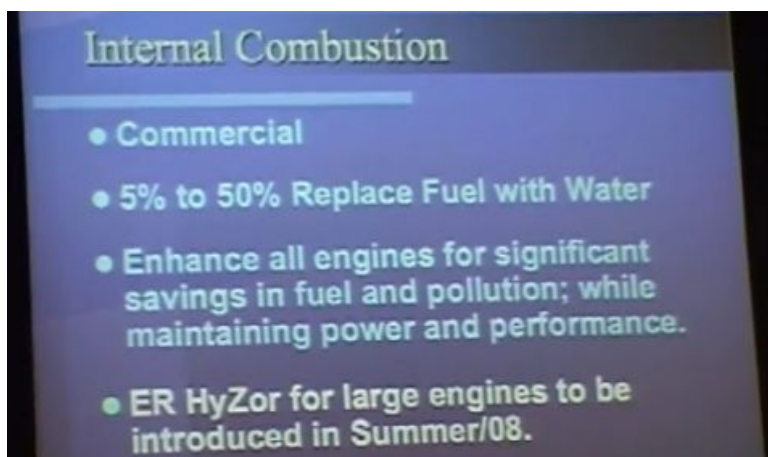 Internal Combustion
• Commercial
• 5% to 50% Replace Fuel with Water
• Enhance all engines for significant
savings in fuel and pollution; while
maintaining power and performance.
• ER HyZor for large engines to be
introduced in Summer/08.